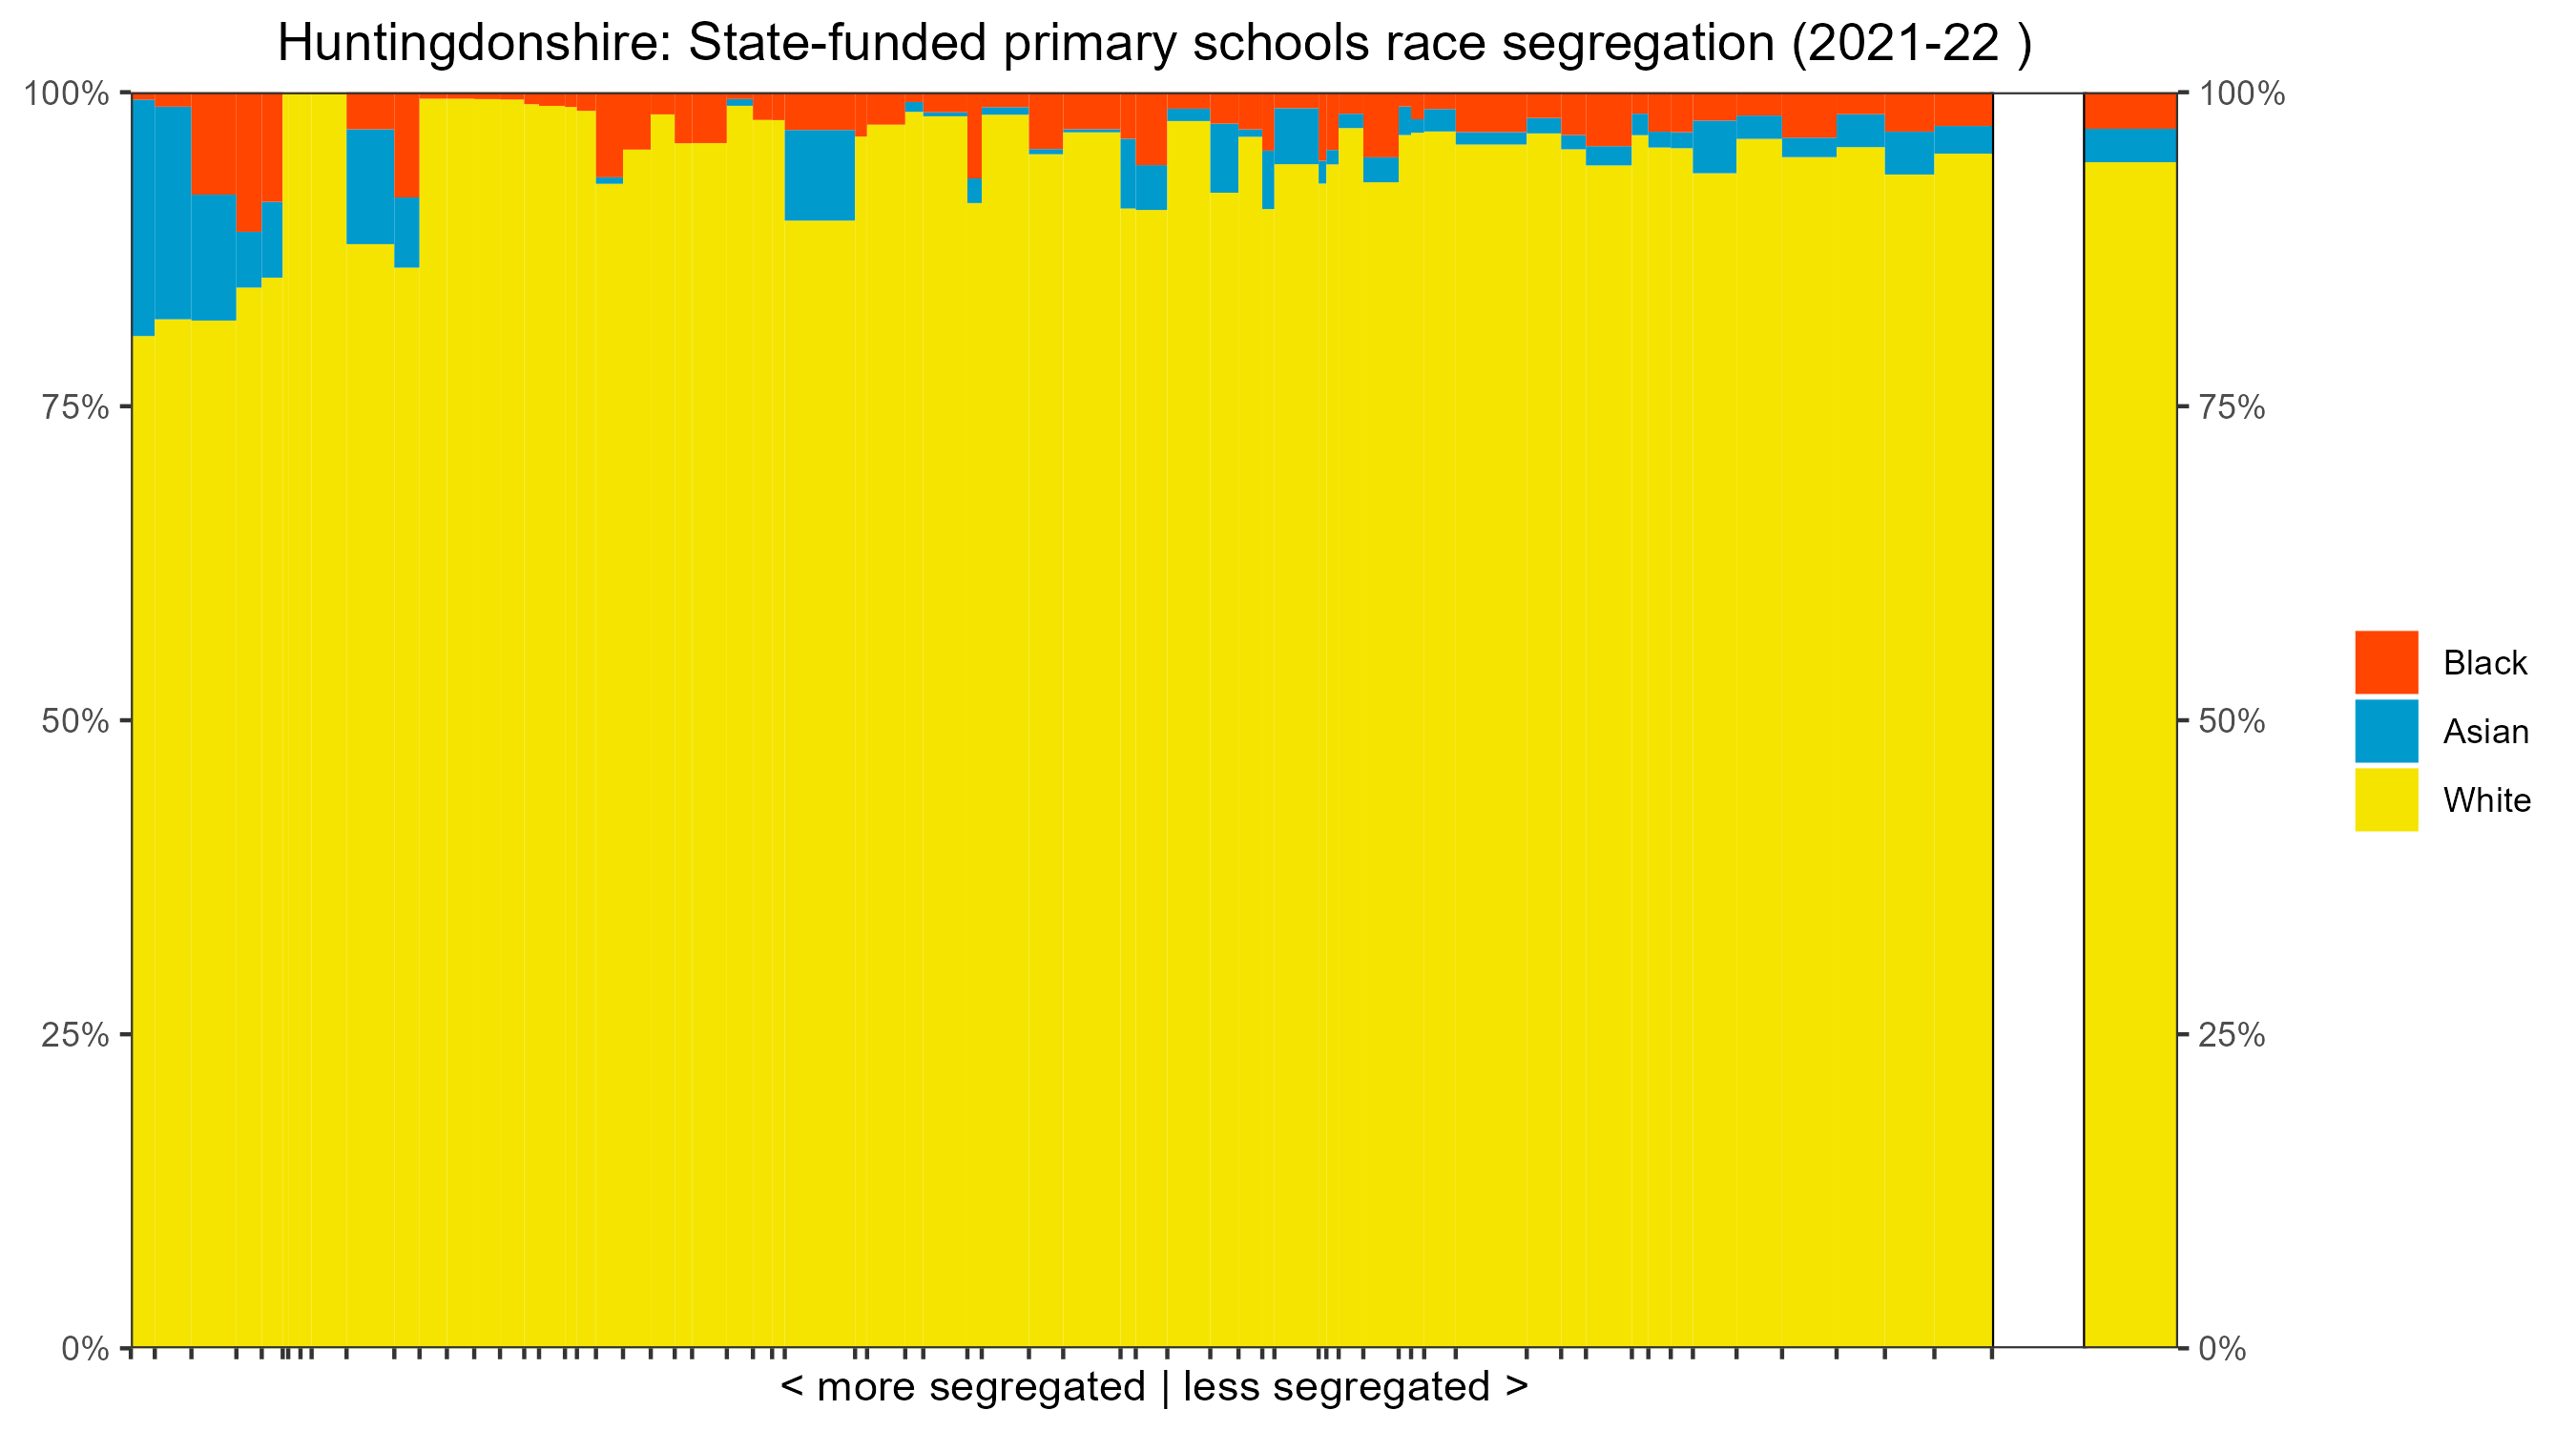 Huntingdonshire: State-funded primary schools race segregation (2021-22 )
100%
100%
75%
75%
50%
50%
25%
25%
0%
0%
Black
Asian
White
< more segregated | less segregated >